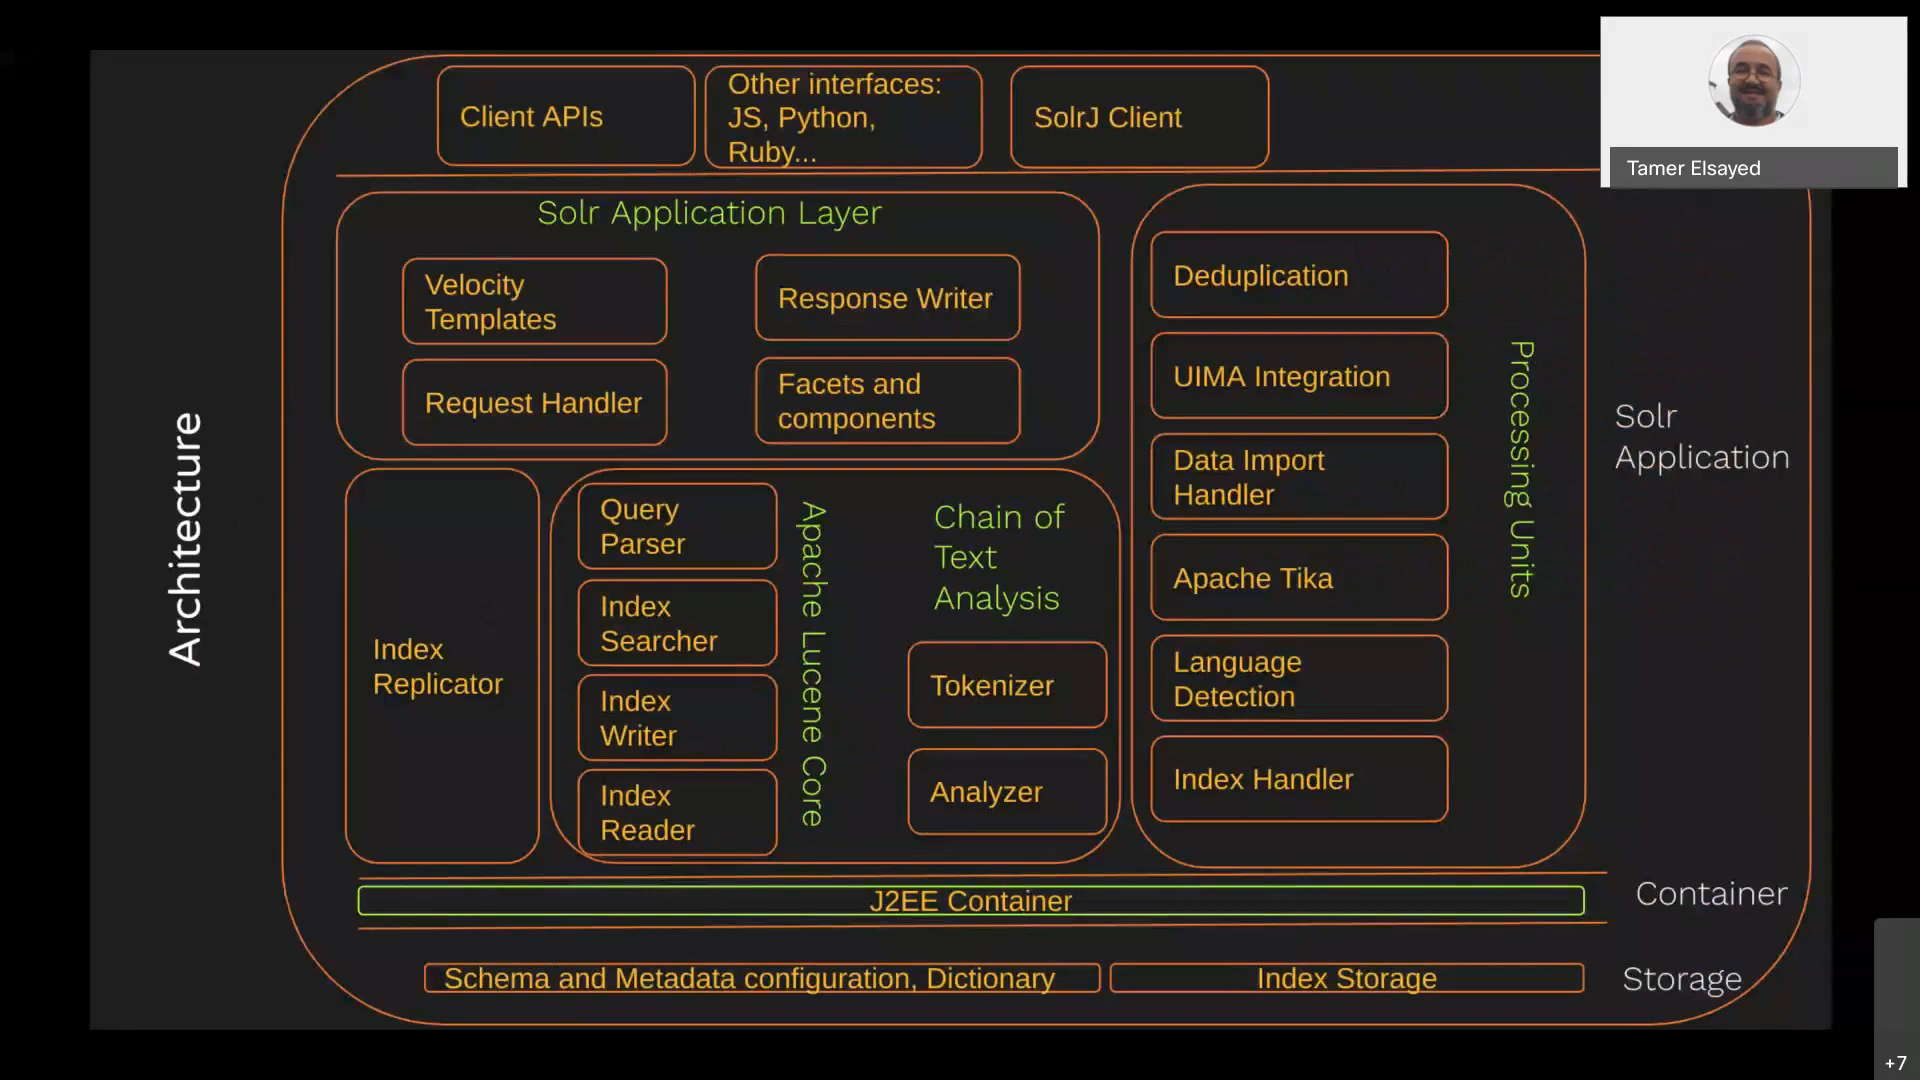 Client APIs
Other interfaces:
JS, Python,
Ruby...
SolrJ Client
Tamer Elsayed
Solr Application Layer
Velocity
Templates
Response Writer
Request Handler
Facets and
components
Deduplication
UIMA Integration
Data Import
Handler
Apache Tika
Language
Detection
Index Handler
Processing Units
Solr
Application
Architecture
Index
Replicator
Query
Parser
Index
Searcher
Index
Writer
Index
Reader
Apache Lucene Core
Chain of
Text
Analysis
Tokenizer
Analyzer
J2EE Container
Container
Schema and Metadata configuration, Dictionary
Index Storage
Storage
+7